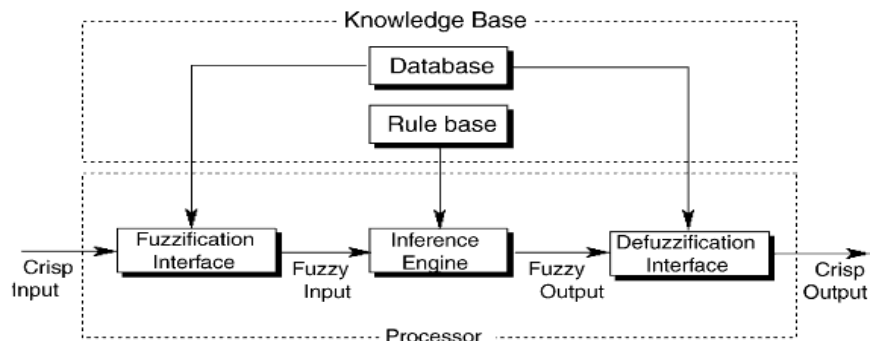 Knowledge Base
Database
Rule base
Fuzzification
Interface
Inference
Engine
Defuzzification
Interface
Crisp
Input
Fuzzy
Input
Fuzzy
Output
Crisp
Output
Processor